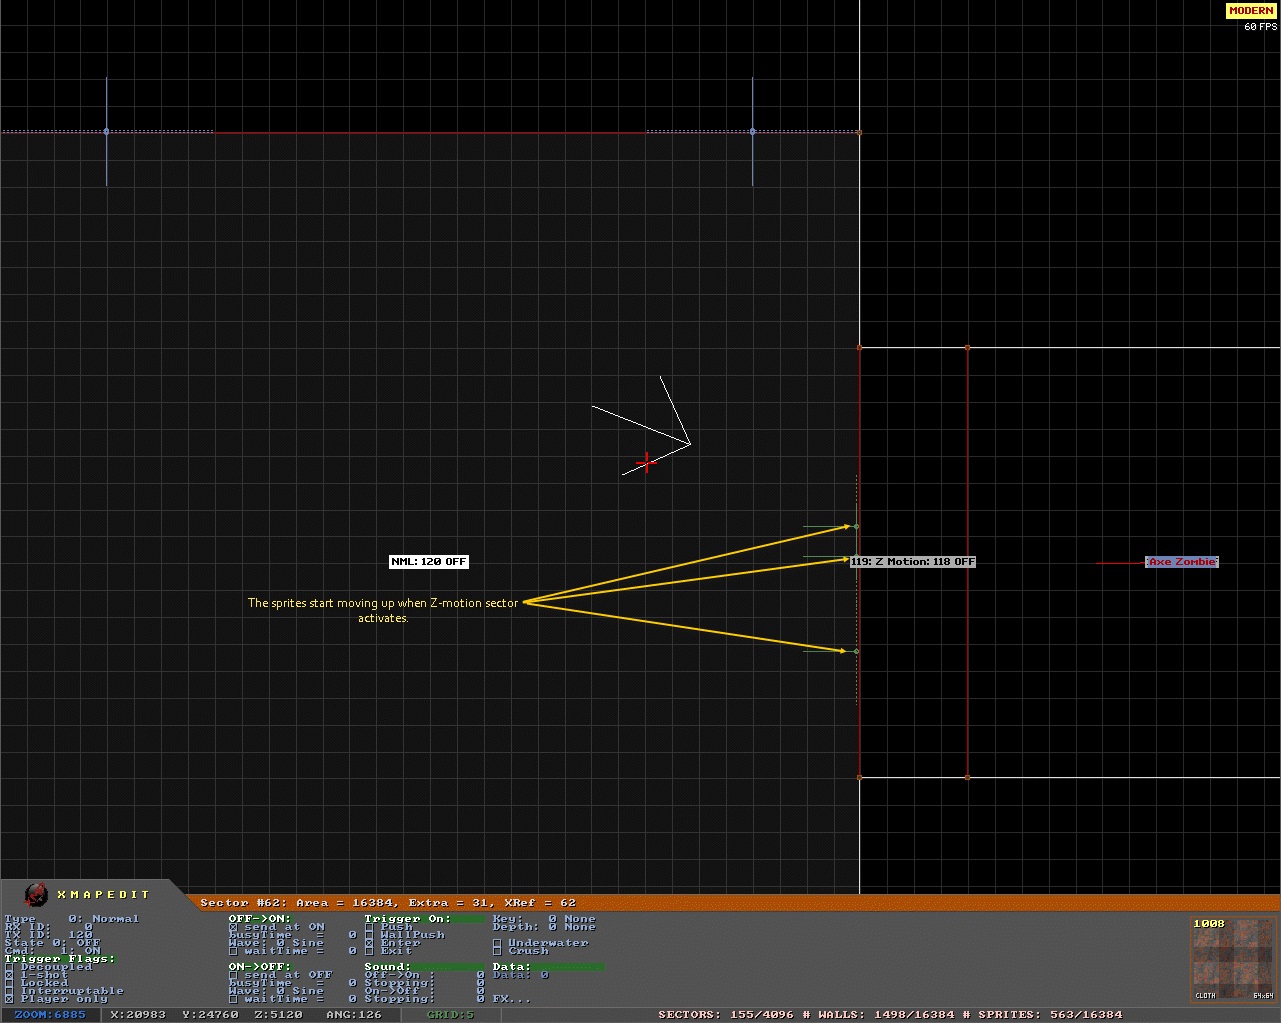 MODERN
60 FPS
NML: 120 OFF
119: Z Motion: 118 OFF
Axe Zombie
The sprites start moving up when Z-motion sector
activates.
XMAPEDIT
Sector #62: Area = 16384, Extra = 31, XRef = 62
Type 0: Normal OFF->ON: Trigger On: Key: 0 None
RX ID: 0 send at ON Push Depth: 0 None
TX ID: 120 busyTime = 0 WallPush
State 0: OFF Wave: 0 Sine Enter Underwater
Cmd: 1: ON waitTime = 0 Exit Crush
Trigger Flags:
Decoupled ON->OFF: Sound: Data:
1-shot send at OFF Off->On : 0 Data: 0
Locked busyTime = 0 Stopping: 0
Interruptable Wave: 0 Sine On->Off : 0
Player only waitTime = 0 Stopping: 0 FX...
1008
CLOTH 64x64
ZOOM:6885 X:20983 Y:24760 Z:5120 ANG:126 GRID:5 SECTORS: 155/4096 # WALLS: 1498/16384 # SPRITES: 563/16384